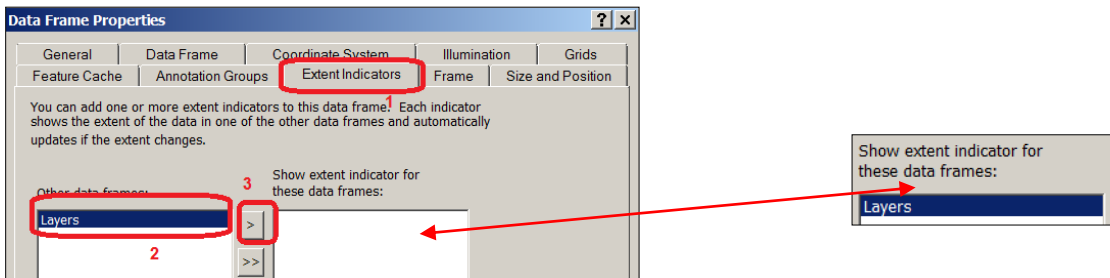 Data Frame Properties
? ×
General Data Frame Coordinate System Illumination Grids
Feature Cache Annotation Groups Extent Indicators Frame Size and Position
1
You can add one or more extent indicators to this data frame. Each indicator
shows the extent of the data in one of the other data frames and automatically
updates if the extent changes.
Other data frames:
3
Show extent indicator for
these data frames:
Layers
>
2
>>
Show extent indicator for
these data frames:
Layers